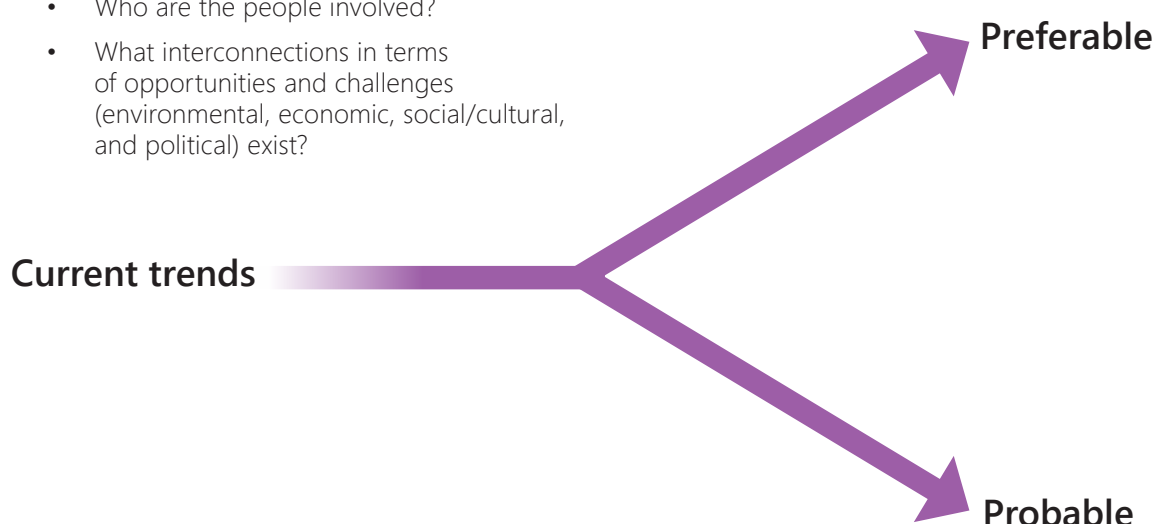 • Who are the people involved?
• What interconnections in terms
of opportunities and challenges
(environmental, economic, social/cultural,
and political) exist?
Preferable
Current trends
Probable